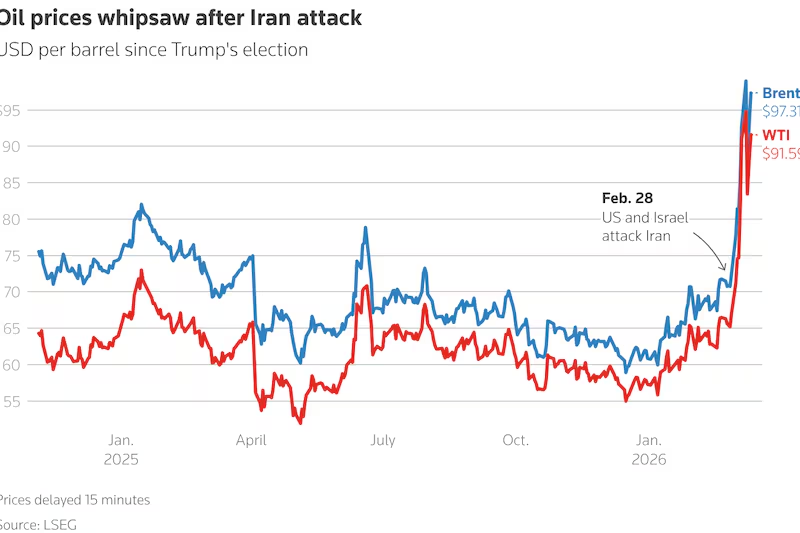 Oil prices whipsaw after Iran attack
USD per barrel since Trump's election
$95
90
85
80
75
70
65
60
55
Brent
$97.31
WTI
$91.59
Feb. 28
US and Israel
attack Iran
Jan.
2025
April
July
Oct.
Jan.
2026
Prices delayed 15 minutes
Source: LSEG